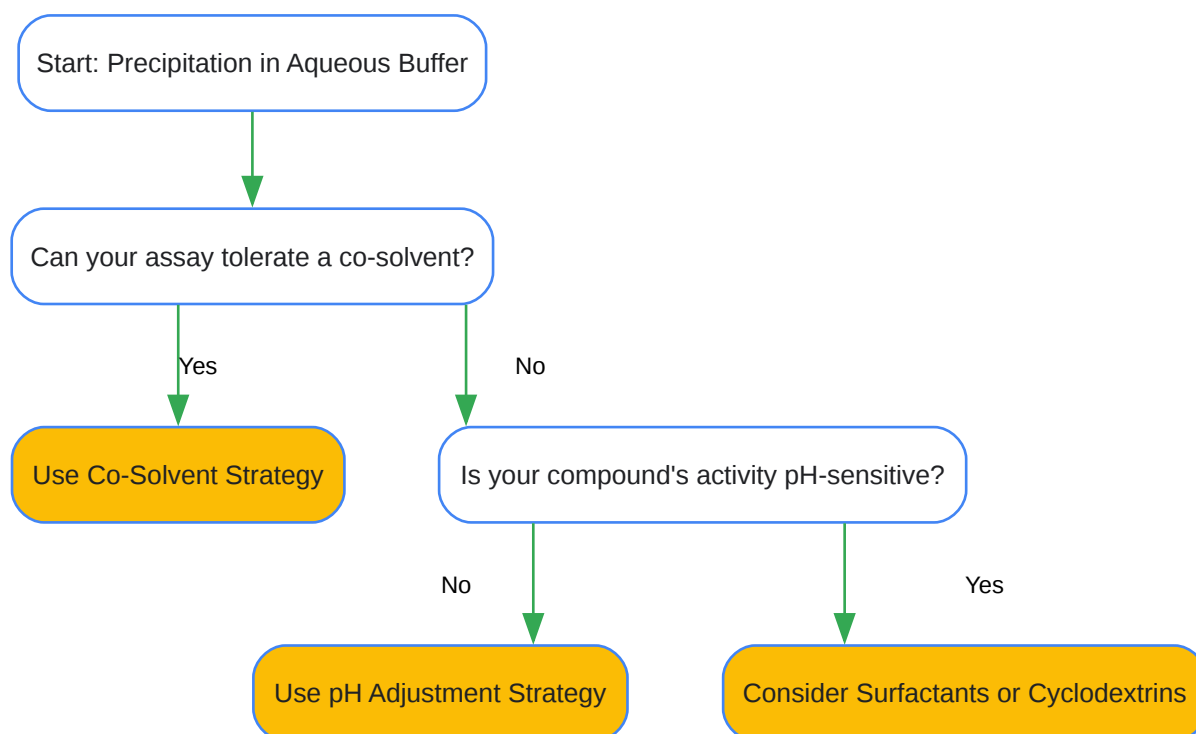 Start: Precipitation in Aqueous Buffer
Can your assay tolerate a co-solvent?
Yes
No
Use Co-Solvent Strategy
Is your compound's activity pH-sensitive?
No
Yes
Use pH Adjustment Strategy
Consider Surfactants or Cyclodextrins